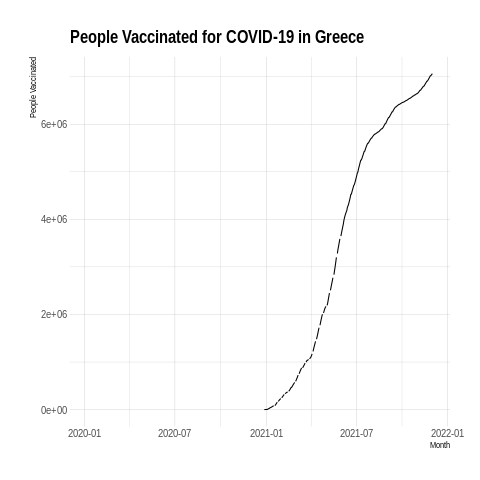 People Vaccinated for COVID-19 in Greece
People Vaccinated
6e+06
4e+06
2e+06
0e+00
2020-01 2020-07 2021-01 2021-07 2022-01
Month